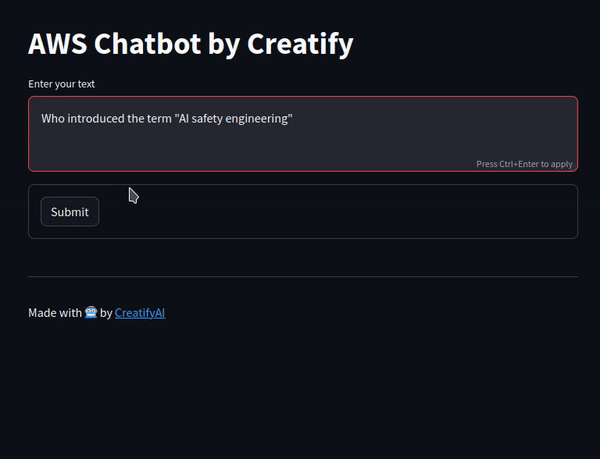 AWS Chatbot by Creatify
Enter your text
Who introduced the term "AI safety engineering"
Press Ctrl+Enter to apply
Submit
Made with 🤖 by CreatifyAI